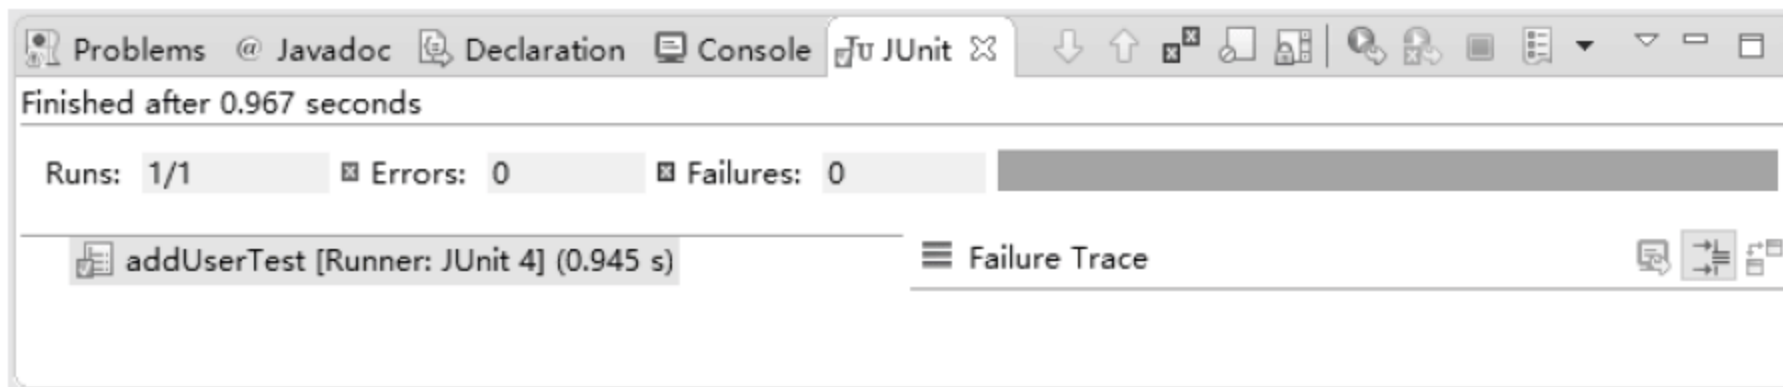 Problems @ Javadoc Declaration Console JUnit
Finished after 0.967 seconds
Runs: 1/1 Errors: 0 Failures: 0
addUserTest [Runner: JUnit 4] (0.945 s)
Failure Trace